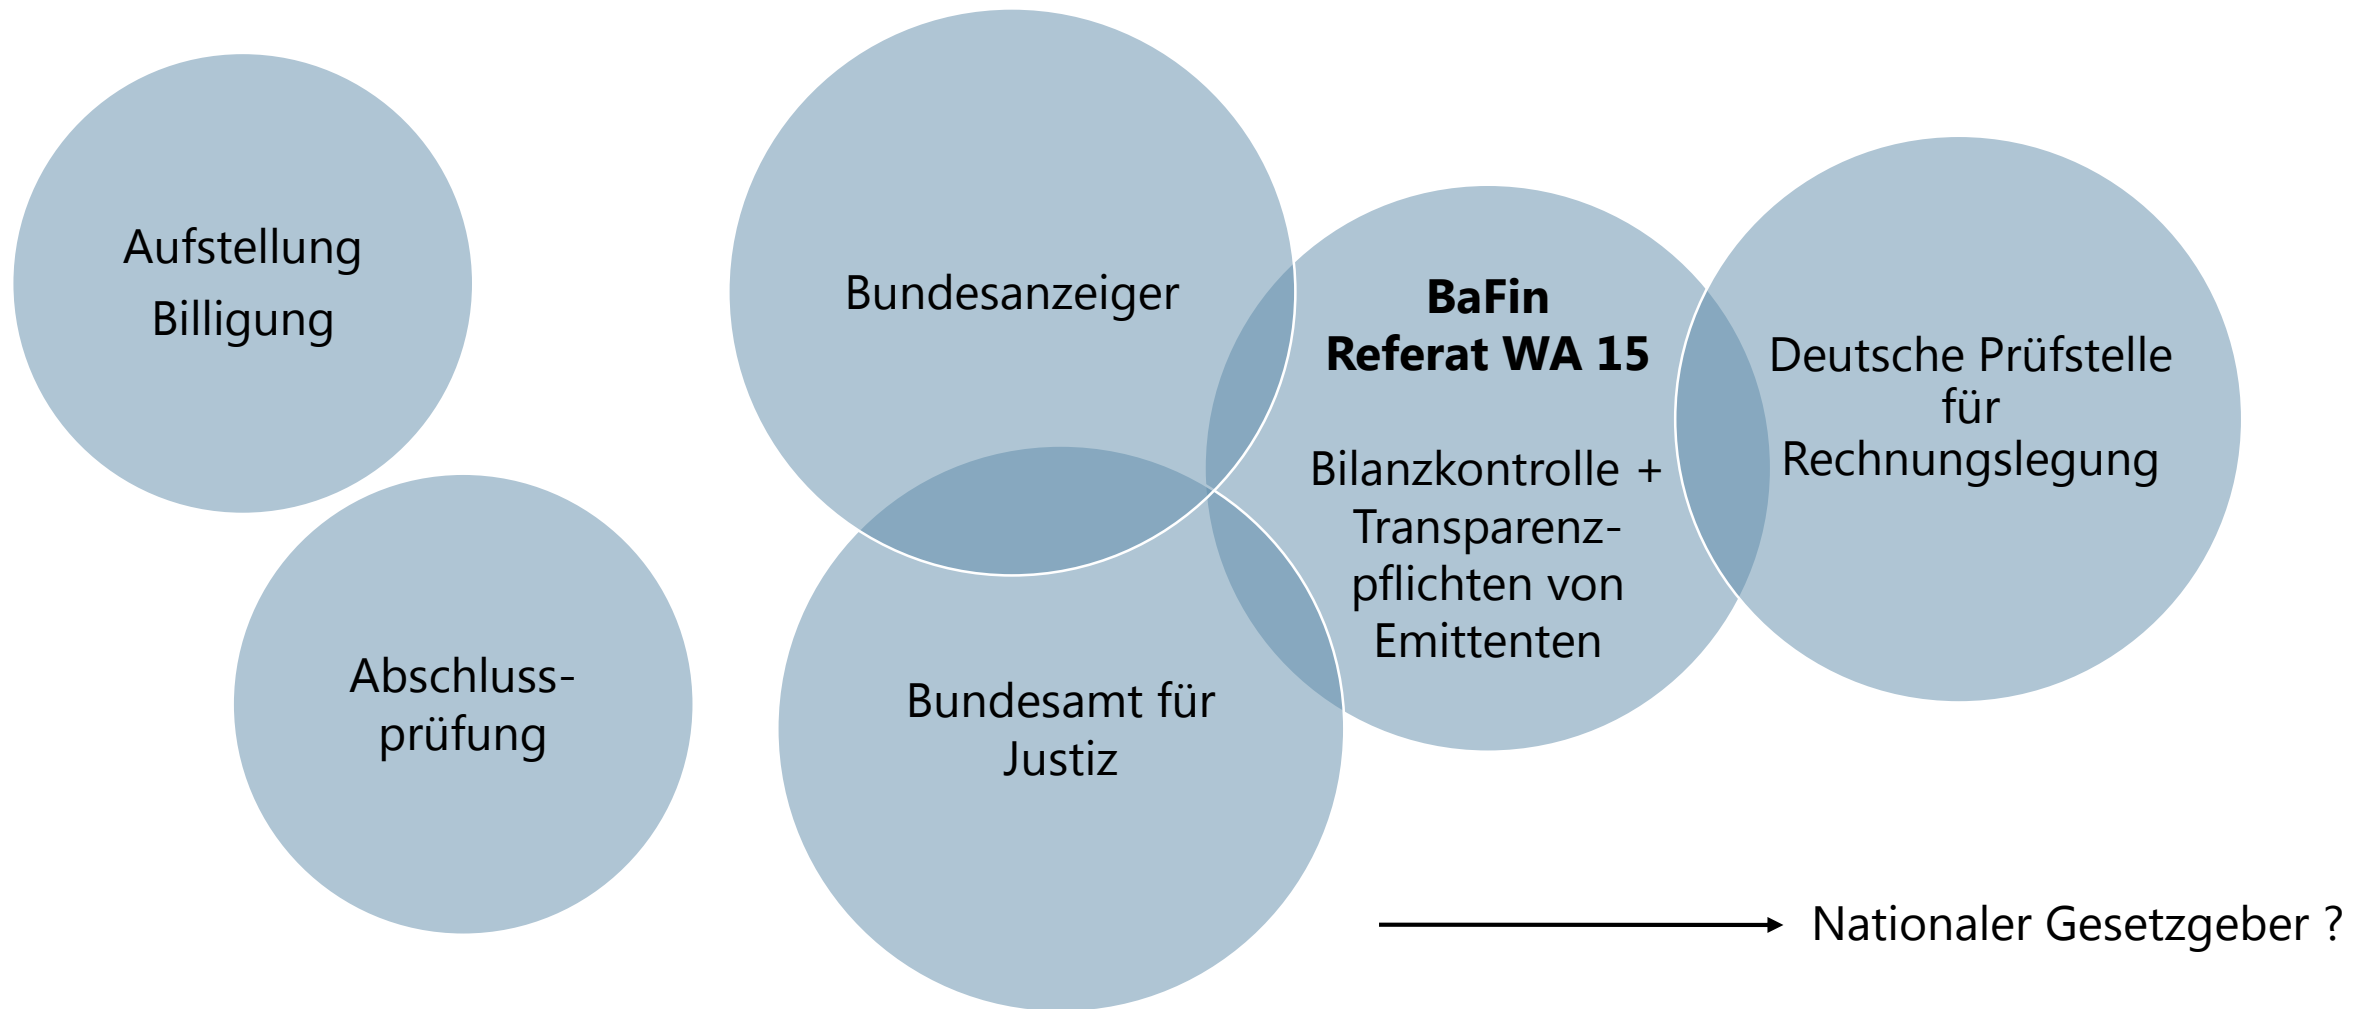 Aufstellung
Billigung
Abschluss-
prüfung
Bundesanzeiger
Bundesamt für
Justiz
BaFin
Referat WA 15
Bilanzkontrolle +
Transparenz-
pflichten von
Emittenten
Deutsche Prüfstelle
für
Rechnungslegung
Nationaler Gesetzgeber ?